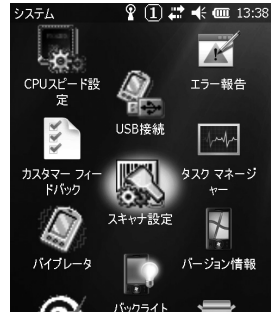 システム
1
13:38
CPUスピード設
定
エラー報告
USB接続
カスタマー フィー
ドバック
タスク マネージ
ャー
スキャナ設定
バイブレータ
バージョン情報
バックライト